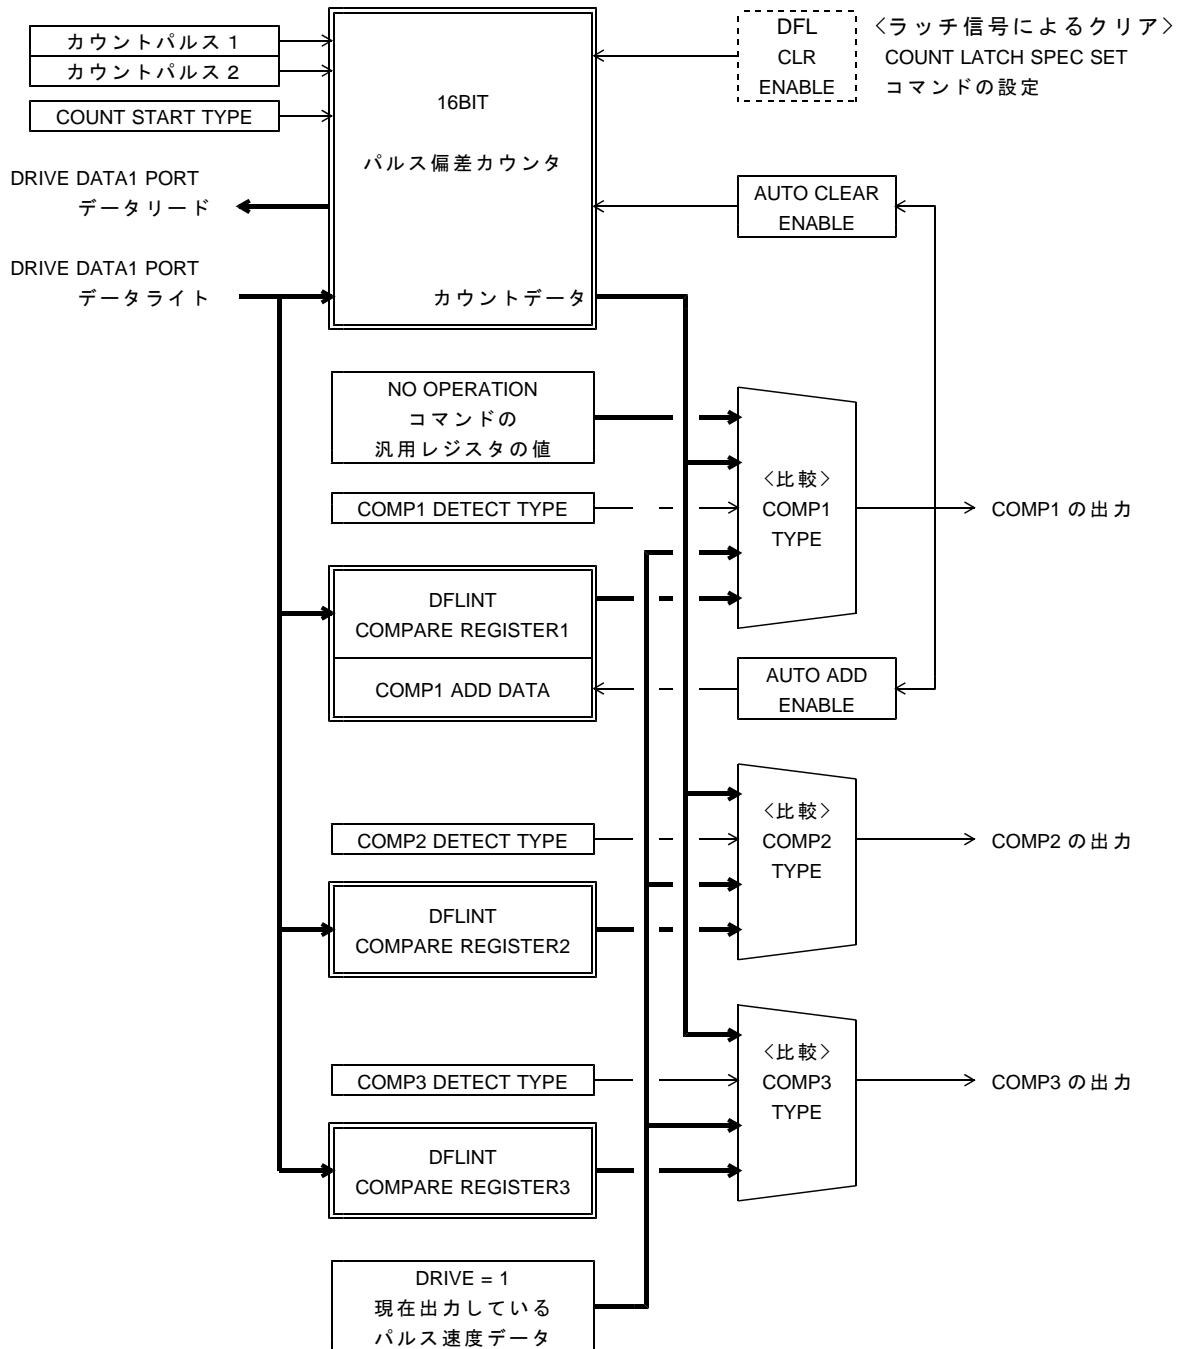 カウントパルス 1
カウントパルス 2
COUNT START TYPE
DRIVE DATA1 PORT
データリード
DRIVE DATA1 PORT
データライト
16BIT
パルス偏差カウンタ
カウントデータ
DFL
CLR
ENABLE
〈ラッチ信号によるクリア〉
COUNT LATCH SPEC SET
コマンドの設定
AUTO CLEAR
ENABLE
NO OPERATION
コマンドの
汎用レジスタの値
COMP1 DETECT TYPE
〈比較〉
COMP1
TYPE
COMP1 の出力
DFLINT
COMPARE REGISTER1
COMP1 ADD DATA
AUTO ADD
ENABLE
COMP2 DETECT TYPE
〈比較〉
COMP2
TYPE
COMP2 の出力
DFLINT
COMPARE REGISTER2
COMP3 DETECT TYPE
〈比較〉
COMP3
TYPE
COMP3 の出力
DFLINT
COMPARE REGISTER3
DRIVE = 1
現在出力している
パルス速度データ